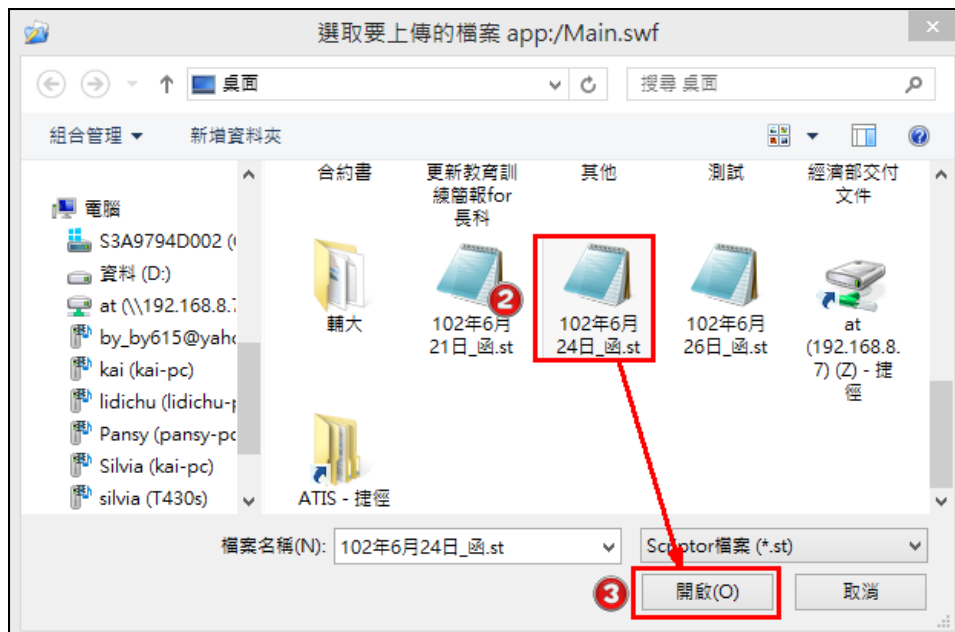 選取要上傳的檔案 app:/Main.swf
桌面
搜尋 桌面
組合管理
新增資料夾
合約書
更新教育訓
練簡報for
長科
其他
測試
經濟部交付
文件
電腦
S3A9794D002 (
資料 (D:)
at (\\192.168.8.
by_by615@yah
kai (kai-pc)
lidichu (lidichu-
Pansy (pansy-pc
Silvia (kai-pc)
silvia (T430s)
輔大
2
102年6月
21日_函.st
102年6月
24日_函.st
102年6月
26日_函.st
at
(192.168.8.
7) (Z) - 捷
徑
ATIS - 捷徑
檔案名稱(N):
102年6月24日_函.st
Scriptor檔案 (*.st)
3
開啟(O)
取消